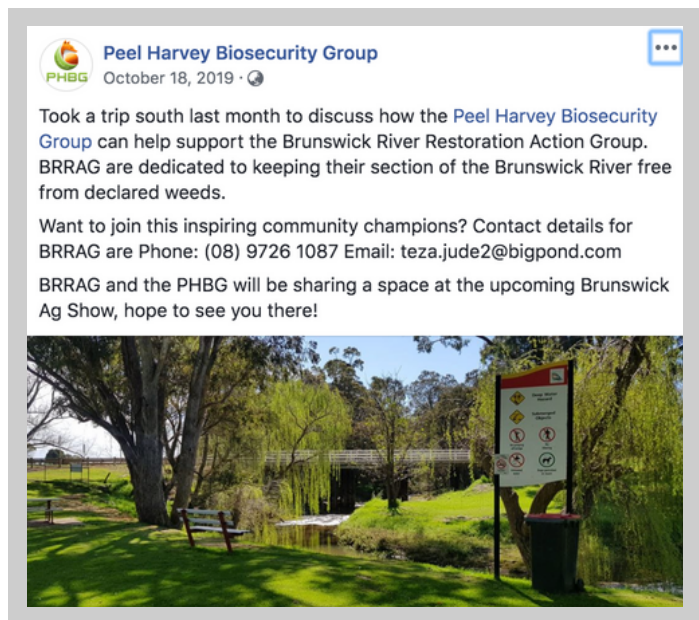 Peel Harvey Biosecurity Group
PHBG
October 18, 2019 ·
Took a trip south last month to discuss how the Peel Harvey Biosecurity
Group can help support the Brunswick River Restoration Action Group.
BRRAG are dedicated to keeping their section of the Brunswick River free
from declared weeds.
Want to join this inspiring community champions? Contact details for
BRRAG are Phone: (08) 9726 1087 Email: teza.jude2@bigpond.com
BRRAG and the PHBG will be sharing a space at the upcoming Brunswick
Ag Show, hope to see you there!
Deep Water
Submerged
Objects